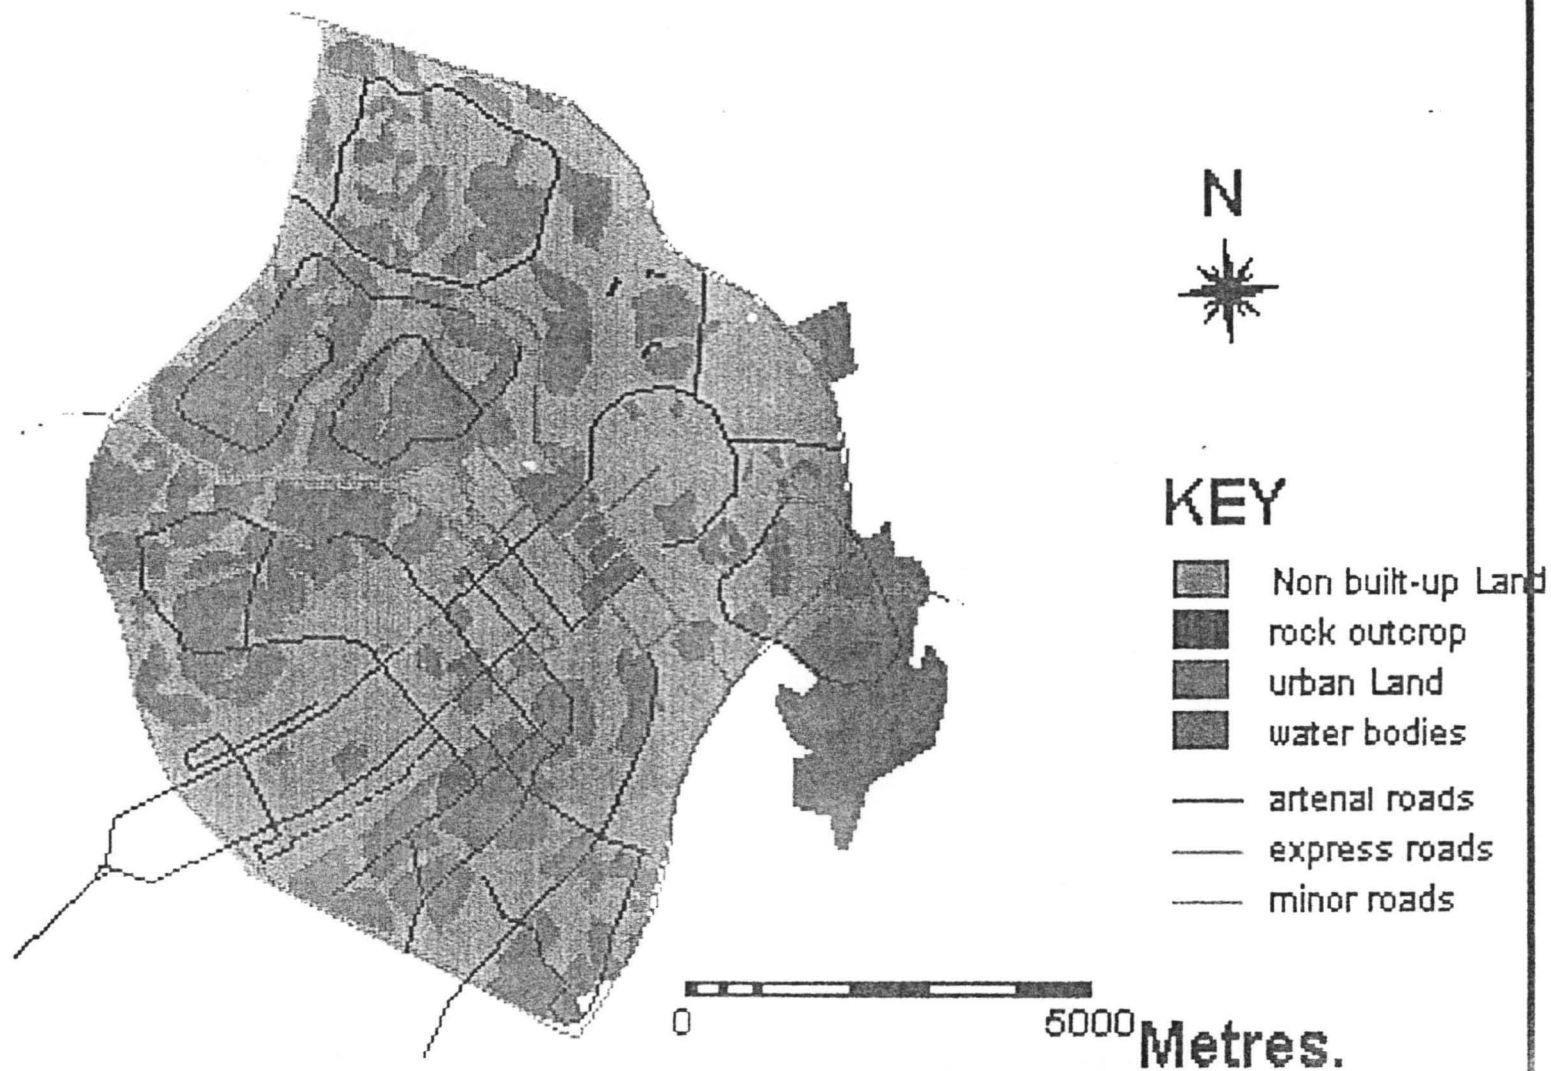 N
KEY
Non built-up Land
rock outcrop
urban Land
water bodies
artenal roads
express roads
minor roads
0 5000 Metres.